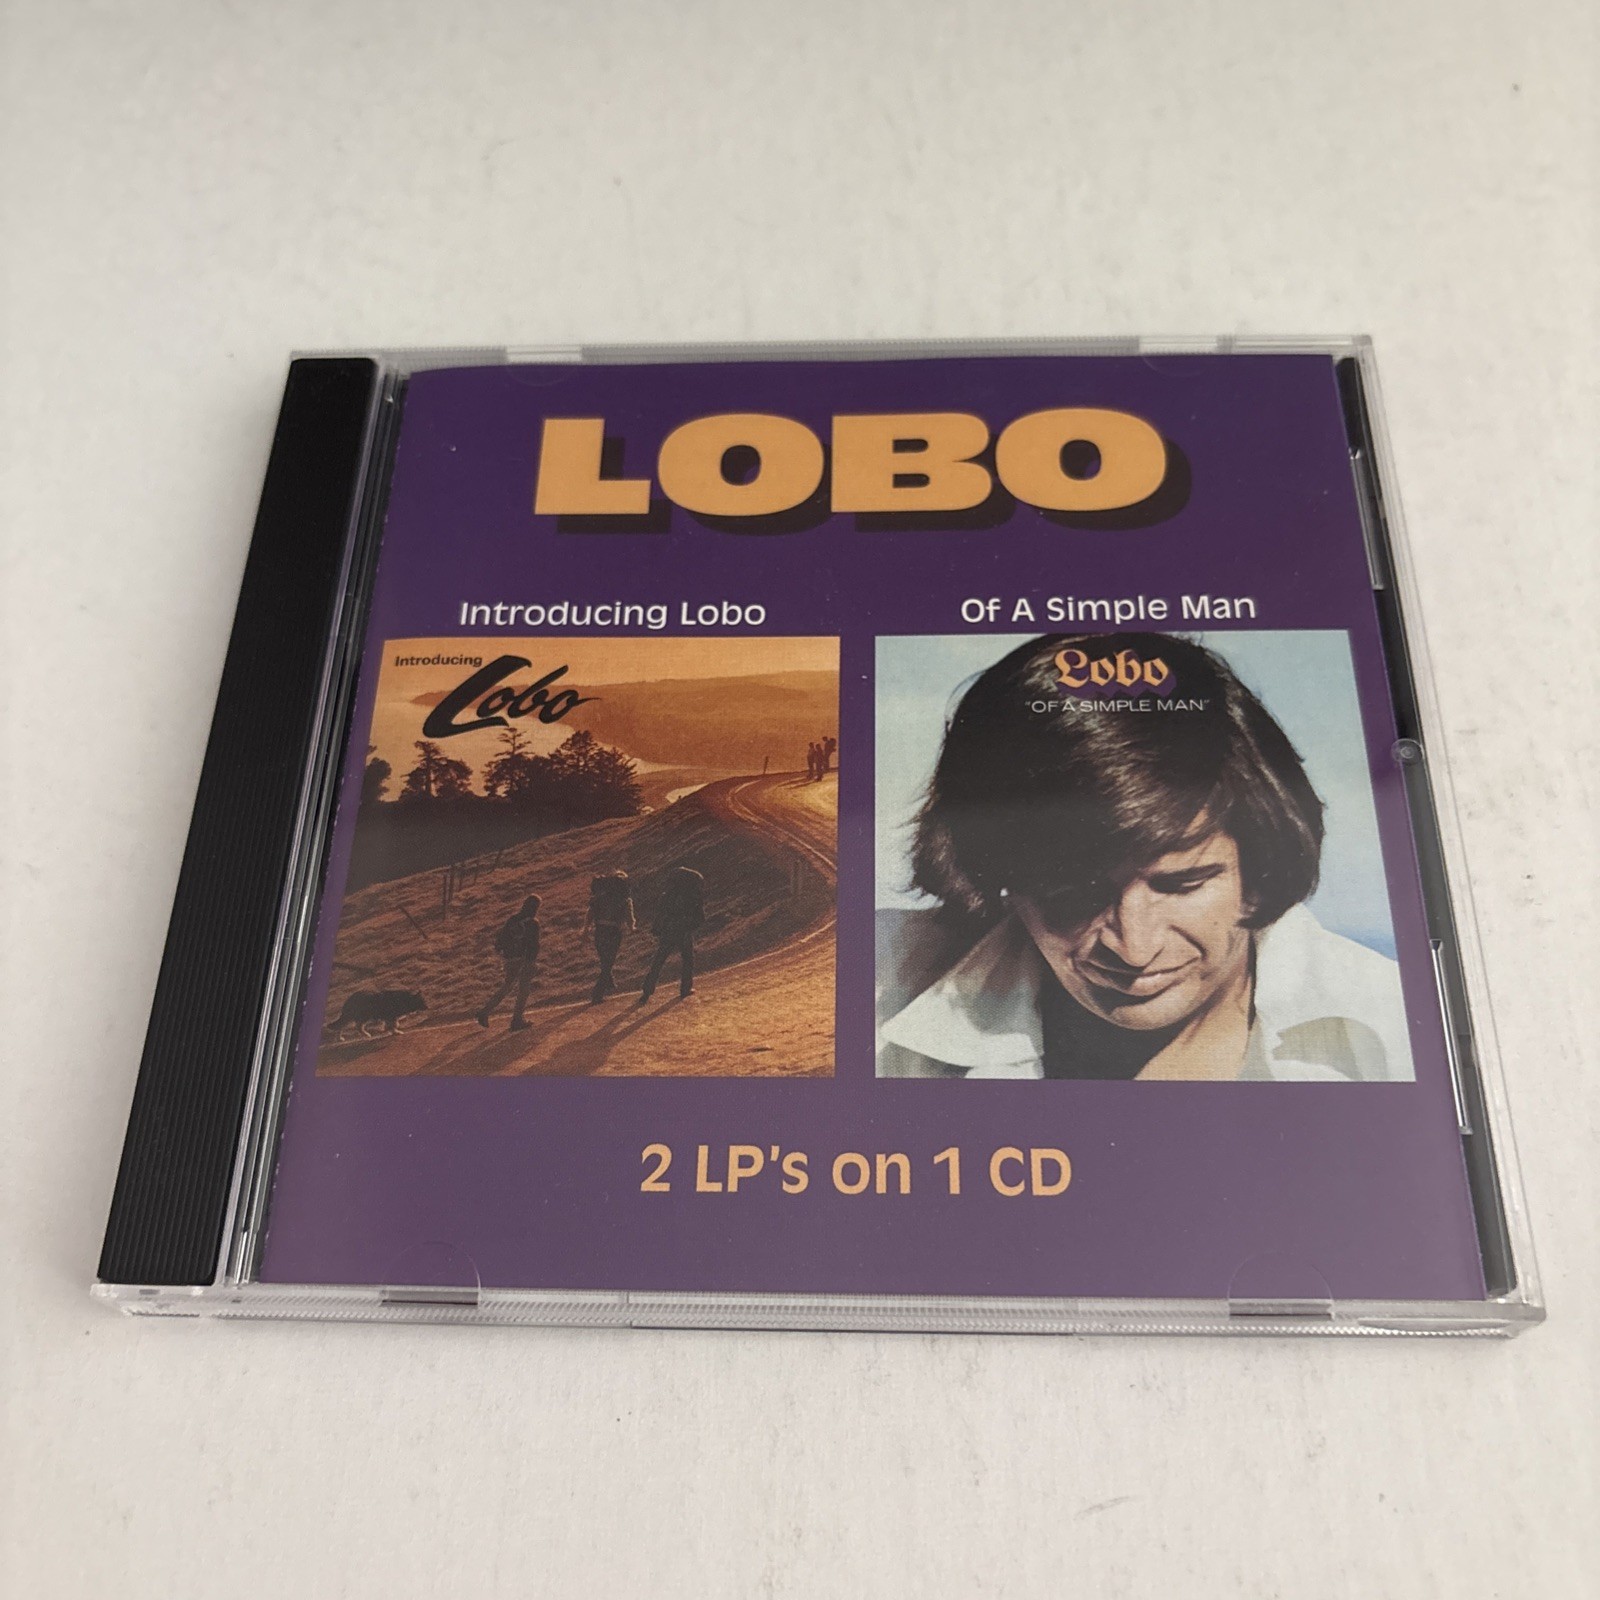 LOBO
Introducing Lobo
Of A Simple Man
Introducing
Lobo
Lobo
"OF A SIMPLE MAN"
2 LP's on 1 CD